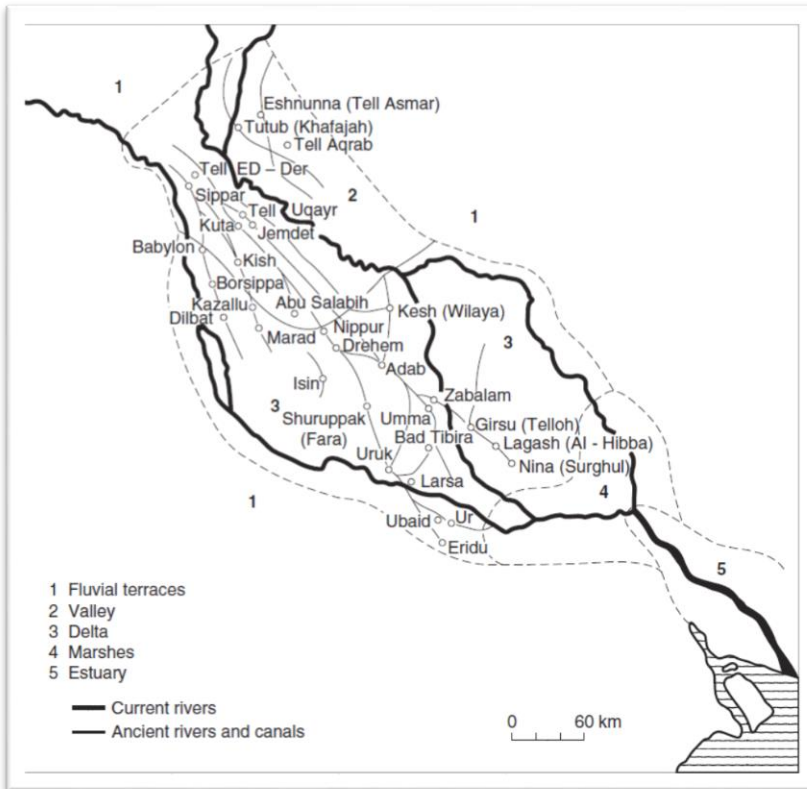 1
Eshnunna (Tell Asmar)
Tutub (Khafajah)
Tell Aqrab
Tell ED – Der
2
Sippar
Tell Uqayr
1
Kuta
Jemdet
Babylon
Kish
Borsippa
Kazallu
Abu Salabih
Kesh (Wilaya)
Dilbat
Marad
Nippur
3
Drehem
Adab
Isin
Zabalam
3
Shuruppak
(Fara)
Umma
Girsu (Telloh)
Bad Tibira
Lagash (Al - Hibba)
Uruk
Nina (Surghul)
Larsa
4
1
Ubaid
Ur
Eridu
5
1 Fluvial terraces
2 Valley
3 Delta
4 Marshes
5 Estuary
Current rivers
Ancient rivers and canals
0 60 km